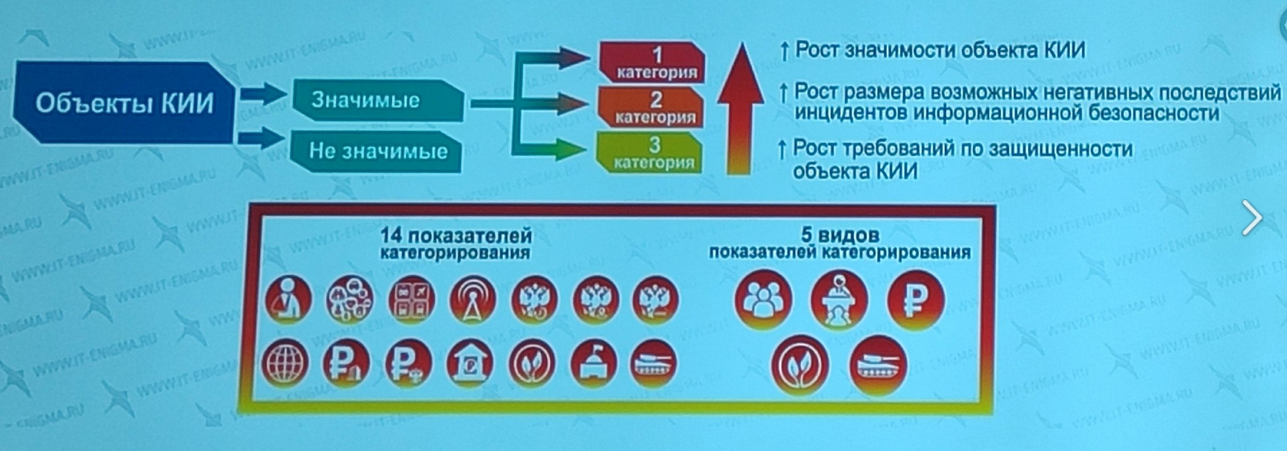 Объекты КИИ
Значимые
Не значимые
1
категория
2
категория
3
категория
↑ Рост значимости объекта КИИ
↑ Рост размера возможных негативных последствий
инцидентов информационной безопасности
↑ Рост требований по защищенности
объекта КИИ
14 показателей
категорирования
5 видов
показателей категорирования
WWW.IT-ENIGMA.RU